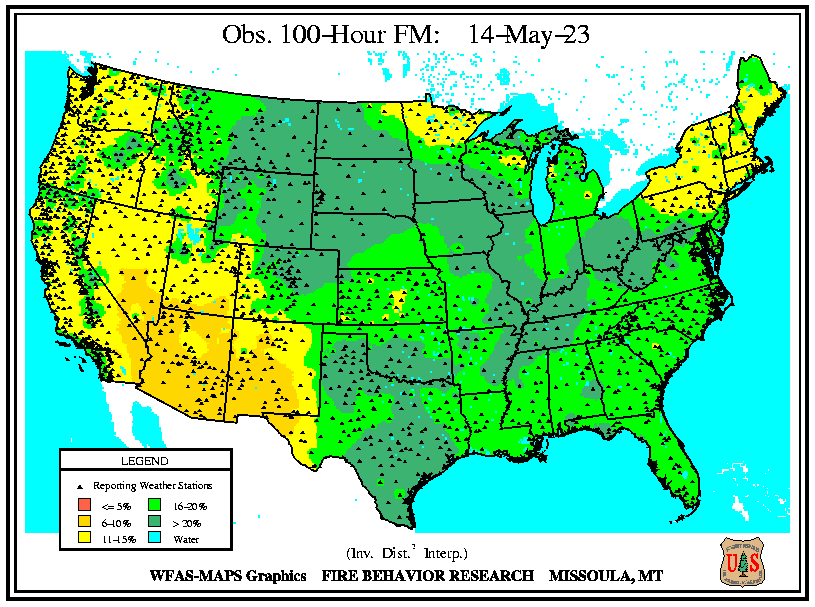 Obs. 100-Hour FM: 14-May-23
LEGEND
Reporting Weather Stations
<= 5% 16-20%
6-10% > 20%
11-15% Water
(Inv. Dist.² Interp.)
WFAS-MAPS Graphics FIRE BEHAVIOR RESEARCH MISSOULA, MT
U S